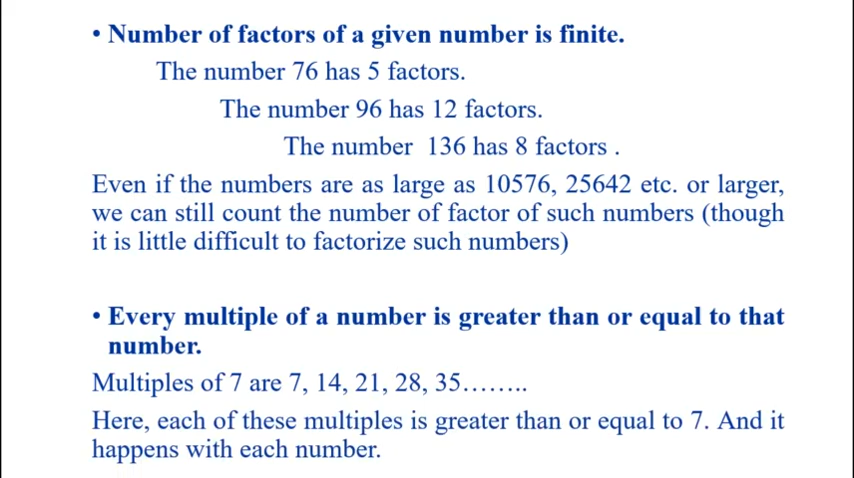 • Number of factors of a given number is finite.
The number 76 has 5 factors.
The number 96 has 12 factors.
The number 136 has 8 factors .
Even if the numbers are as large as 10576, 25642 etc. or larger,
we can still count the number of factor of such numbers (though
it is little difficult to factorize such numbers)
• Every multiple of a number is greater than or equal to that
number.
Multiples of 7 are 7, 14, 21, 28, 35……..
Here, each of these multiples is greater than or equal to 7. And it
happens with each number.